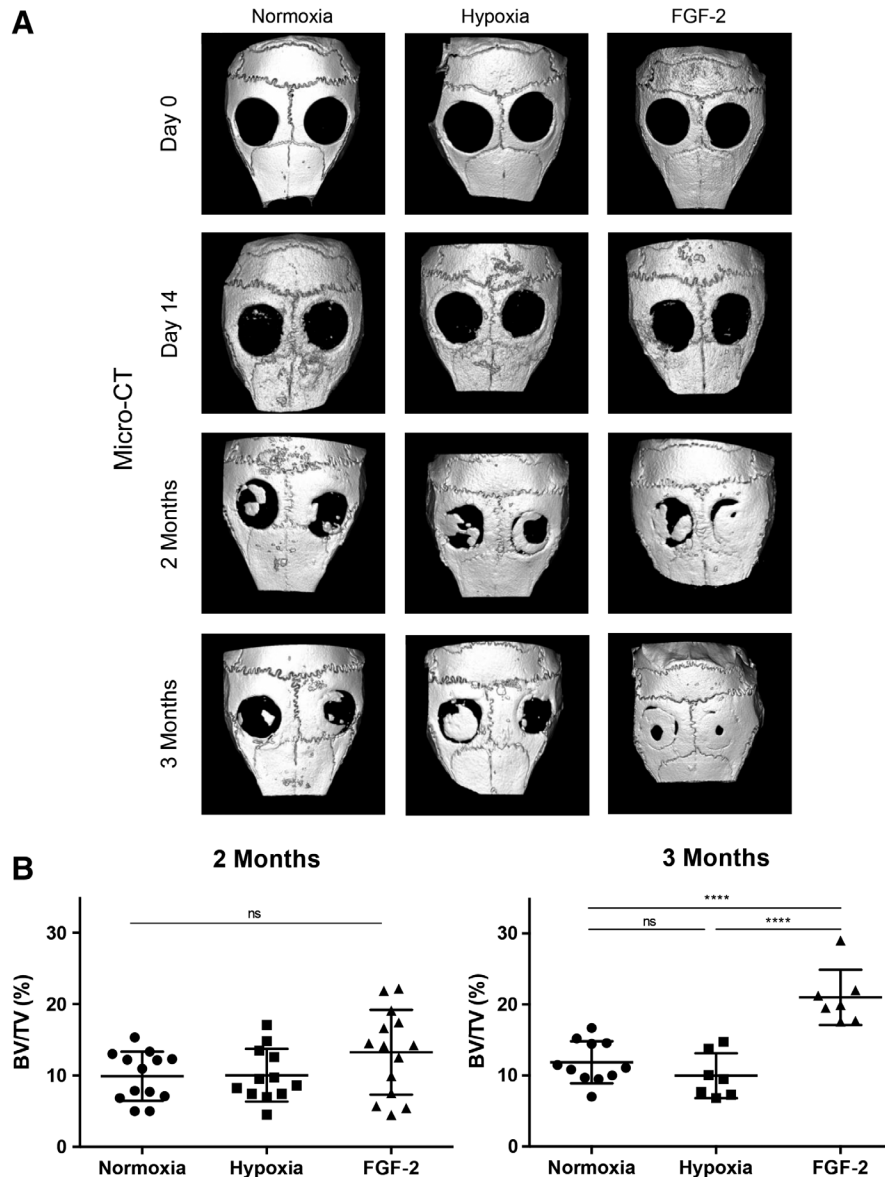 A
Normoxia Hypoxia FGF-2
Micro-CT
Day 0
Day 14
2 Months
3 Months
B
2 Months
BV/TV (%)
30
20
10
0
ns
Normoxia Hypoxia FGF-2
3 Months
BV/TV (%)
30
20
10
0
****
ns ****
Normoxia Hypoxia FGF-2